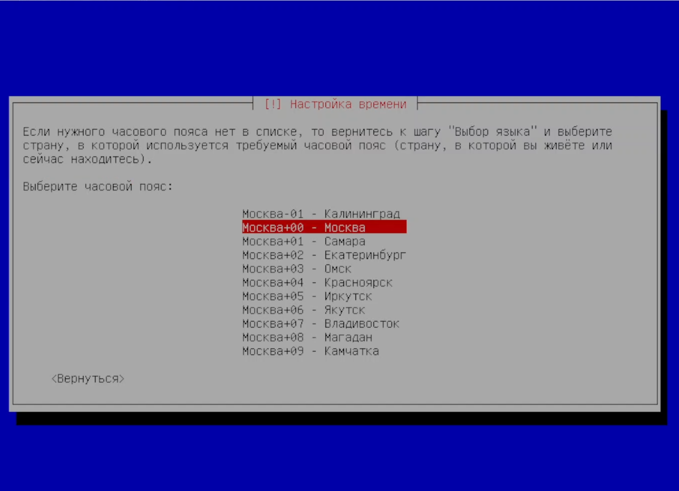 [!] Настройка времени
Если нужного часового пояса нет в списке, то вернитесь к шагу "Выбор языка" и выберите
страну, в которой используется требуемый часовой пояс (страну, в которой вы живёте или
сейчас находитесь).
Выберите часовой пояс:
Москва-01 - Калининград
Москва+00 - Москва
Москва+01 - Самара
Москва+02 - Екатеринбург
Москва+03 - Омск
Москва+04 - Красноярск
Москва+05 - Иркутск
Москва+06 - Якутск
Москва+07 - Владивосток
Москва+08 - Магадан
Москва+09 - Камчатка
<Вернуться>